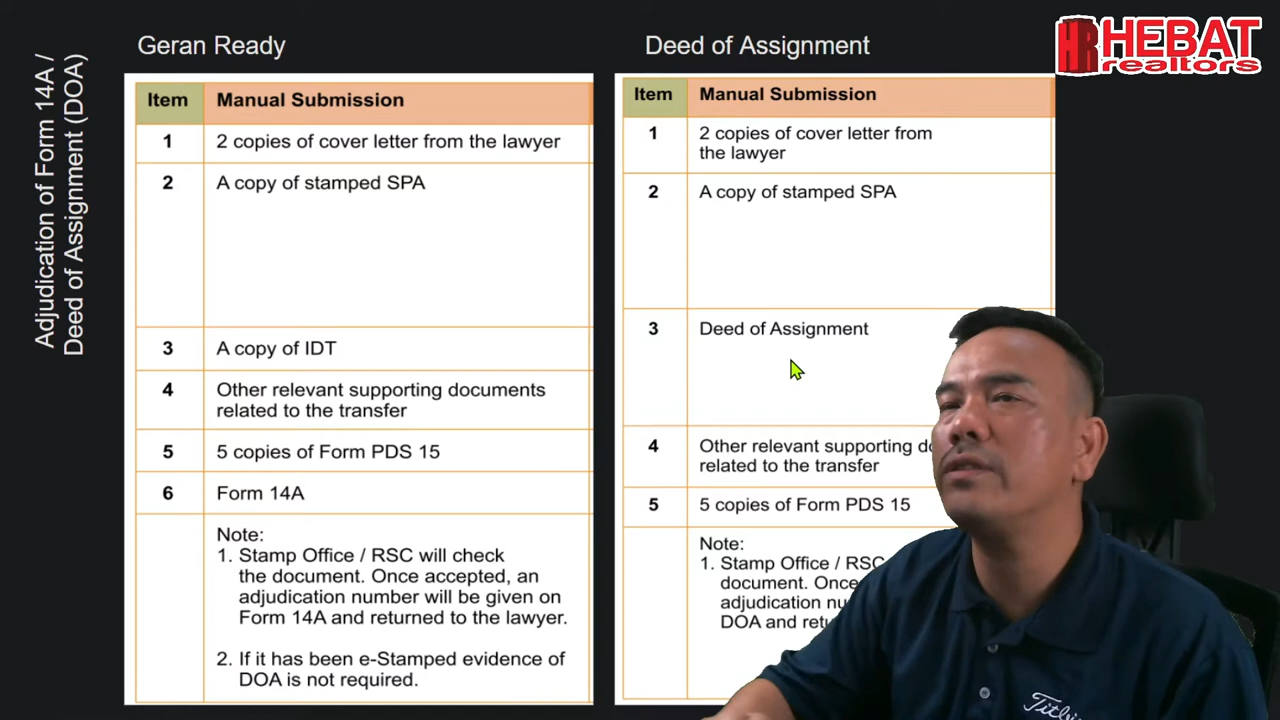 Adjudication of Form 14A /
Deed of Assignment (DOA)
Geran Ready
Item Manual Submission
1 2 copies of cover letter from the lawyer
2 A copy of stamped SPA
3 A copy of IDT
4 Other relevant supporting documents
related to the transfer
5 5 copies of Form PDS 15
6 Form 14A
Note:
1. Stamp Office / RSC will check
the document. Once accepted, an
adjudication number will be given on
Form 14A and returned to the lawyer.
2. If it has been e-Stamped evidence of
DOA is not required.
Deed of Assignment
Item Manual Submission
1 2 copies of cover letter from
the lawyer
2 A copy of stamped SPA
3 Deed of Assignment
4 Other relevant supporting
related to the transfer
5 5 copies of Form PDS 15
Note:
1. Stamp Office / RSC
document.
adjudication
DOA and
HR HEBAT
realtors
Titleist